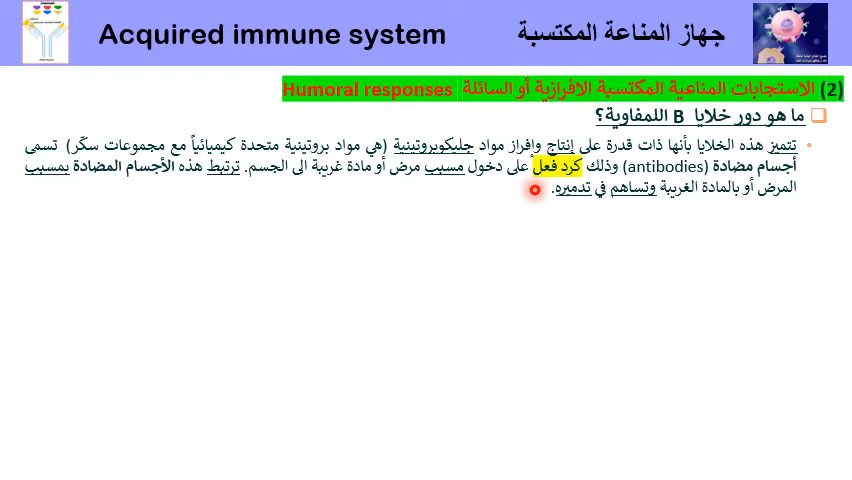 جهاز المناعة المكتسبة Acquired immune system
(2) الاستجابات المناعية المكتسبة الافرازية أو السائلة Humoral responses
ما هو دور خلايا B اللمفاوية؟
تتميز هذه الخلايا بأنها ذات قدرة على إنتاج وإفراز مواد جليكوبروتينية (هي مواد بروتينية متحدة كيميائياً مع مجموعات سكّر) تسمى
أجسام مضادة (antibodies) وذلك كرد فعل على دخول مسبب مرض أو مادة غريبة الى الجسم. ترتبط هذه الأجسام المضادة بمسبب
المرض أو بالمادة الغريبة وتساهم في تدميره.